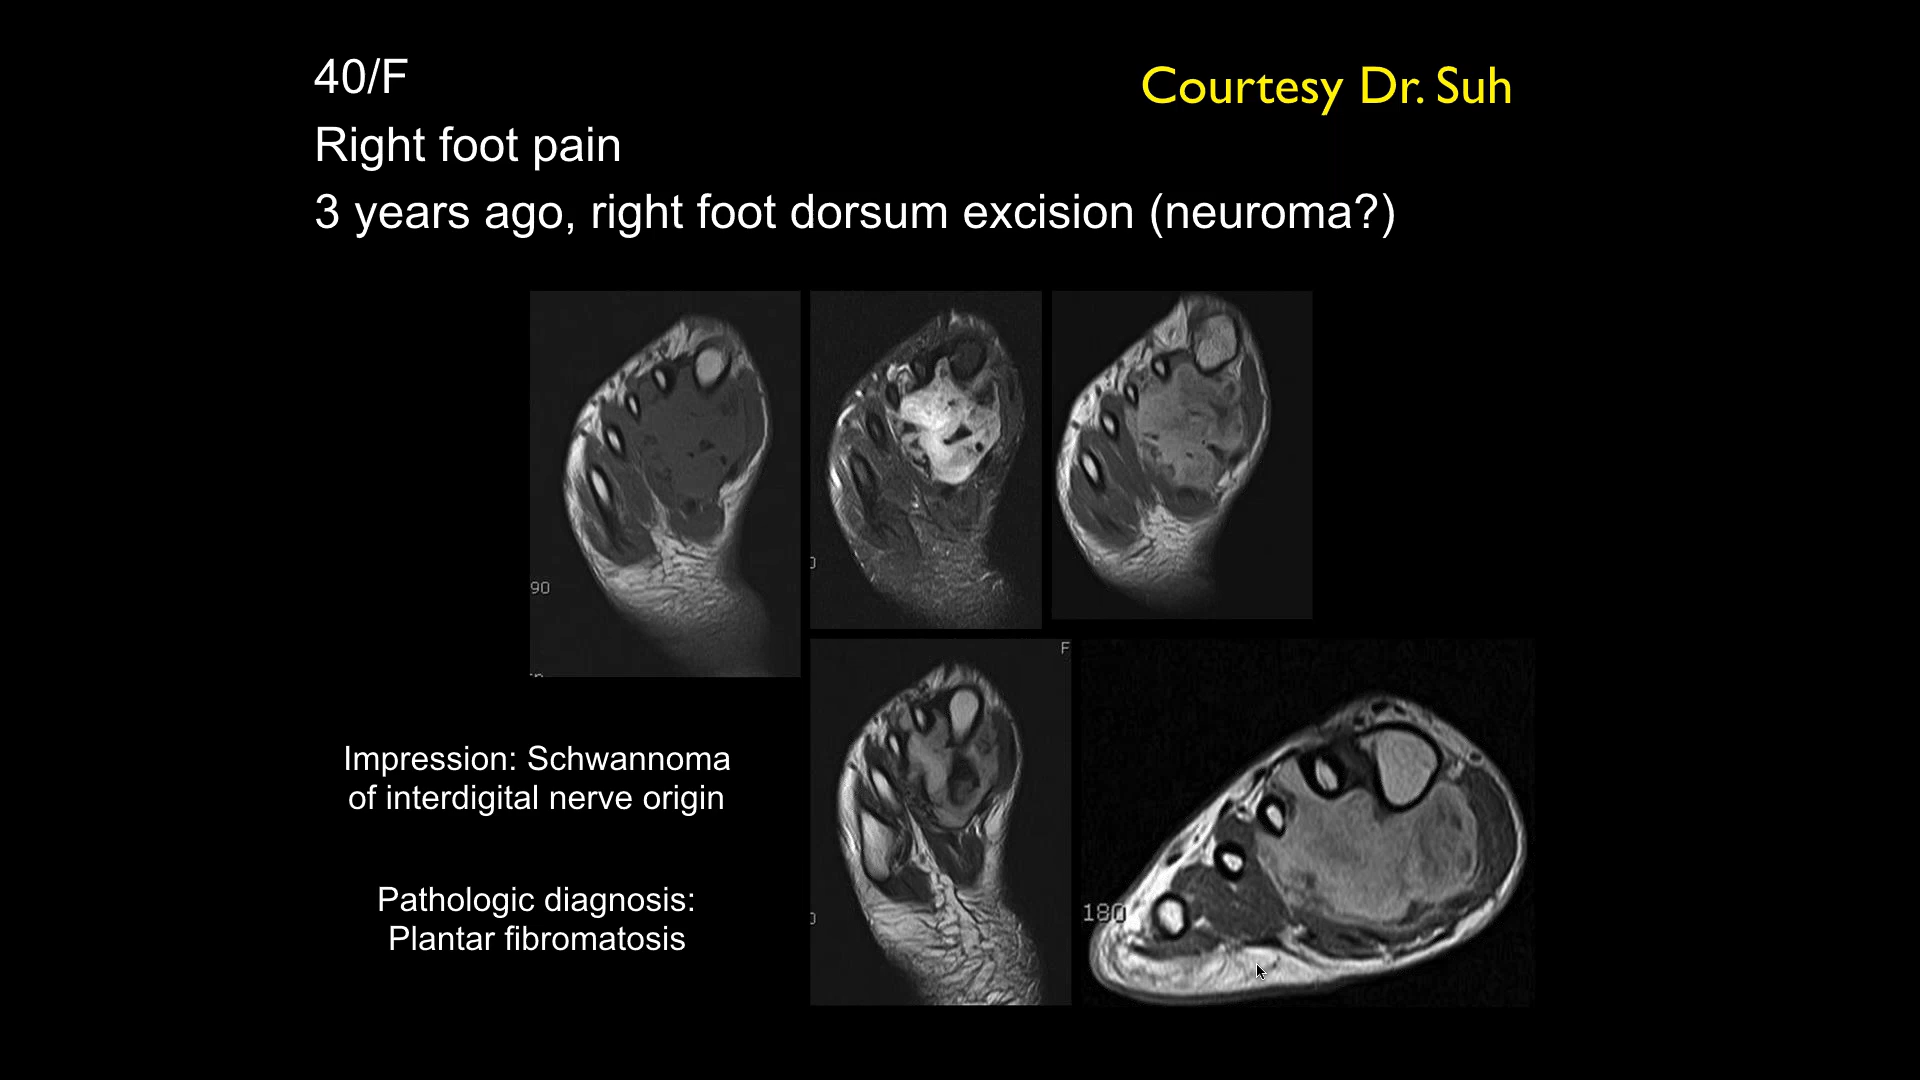 40/F
Courtesy Dr. Suh
Right foot pain
3 years ago, right foot dorsum excision (neuroma?)
90
F
Impression: Schwannoma
of interdigital nerve origin
180
Pathologic diagnosis:
Plantar fibromatosis